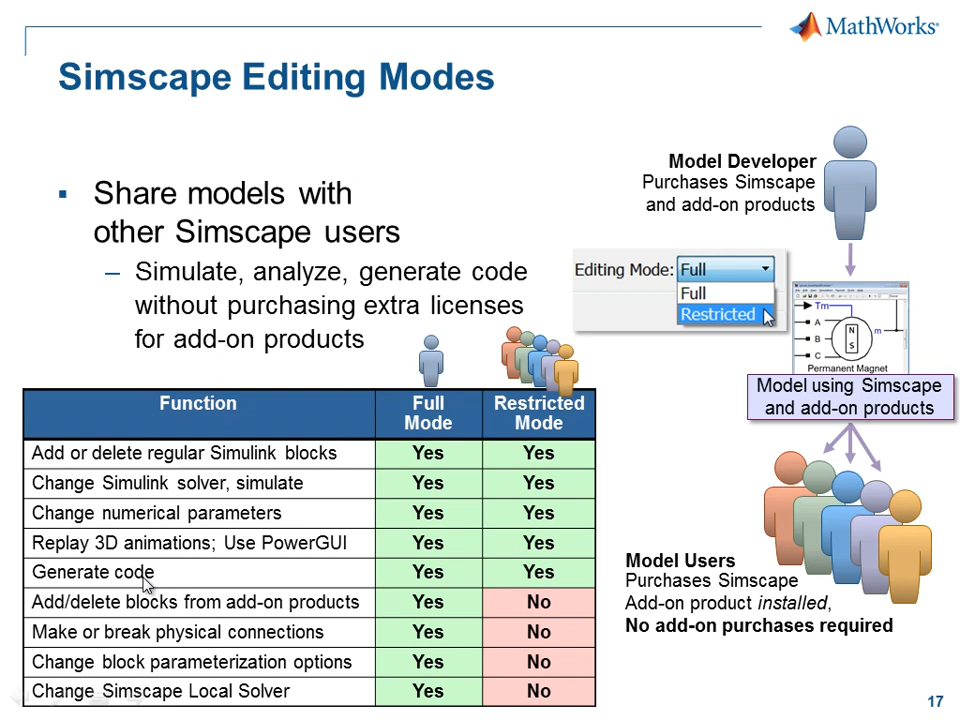 MathWorks®
Simscape Editing Modes
▪ Share models with
other Simscape users
– Simulate, analyze, generate code
without purchasing extra licenses
for add-on products
Model Developer
Purchases Simscape
and add-on products
Editing Mode: Full
Full
Restricted
Tm
A
B
C
N
S
m
Permanent Magnet
Model using Simscape
and add-on products
Model Users
Purchases Simscape
Add-on product installed,
No add-on purchases required
Function Full Mode Restricted Mode
Add or delete regular Simulink blocks Yes Yes
Change Simulink solver, simulate Yes Yes
Change numerical parameters Yes Yes
Replay 3D animations; Use PowerGUI Yes Yes
Generate code Yes Yes
Add/delete blocks from add-on products Yes No
Make or break physical connections Yes No
Change block parameterization options Yes No
Change Simscape Local Solver Yes No
17